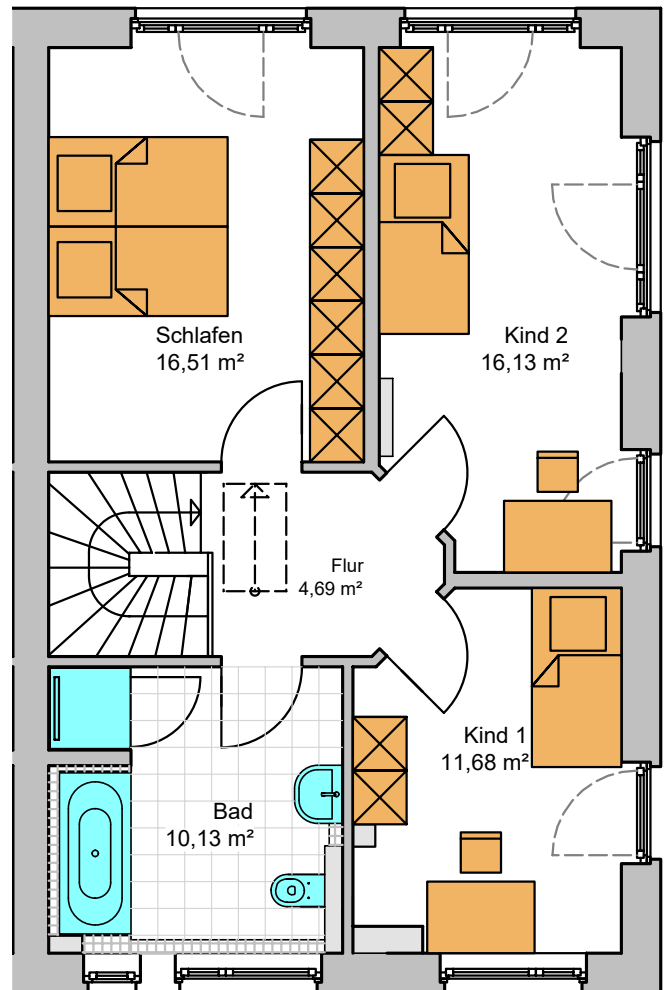 Schlafen
16,51 m²
Kind 2
16,13 m²
Flur
4,69 m²
Kind 1
11,68 m²
Bad
10,13 m²